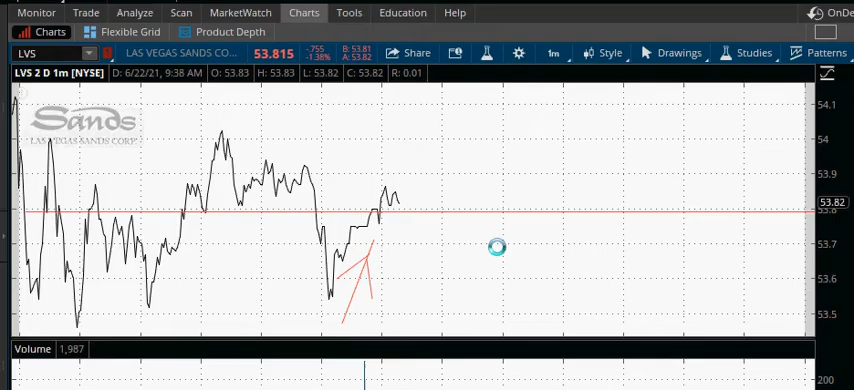 Monitor Trade Analyze Scan MarketWatch Charts Tools Education Help OnDe
Charts Flexible Grid Product Depth
LVS 1 LAS VEGAS SANDS CO... 53.815 -.755 -1.38% B: 53.81 A: 53.82 Share 1m Style Drawings Studies Patterns
LVS 2 D 1m [NYSE] D: 6/22/21, 9:38 AM O: 53.83 H: 53.83 L: 53.82 C: 53.82 R: 0.01
Sands
LAS VEGAS SANDS CORP.
54.1
54
53.9
53.82
53.8
53.7
53.6
53.5
Volume 1,987
200